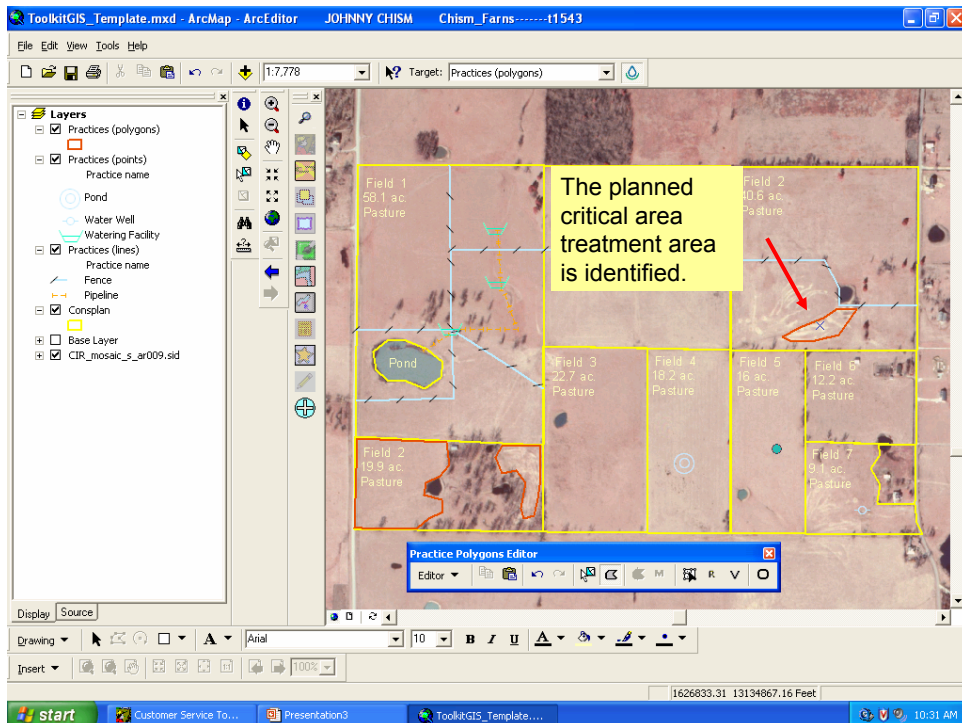 ToolkitGIS_Template.mxd - ArcMap - ArcEditor JOHNNY CHISM Chism_Farns-------t1543
File Edit View Tools Help
1:7,778 Target: Practices (polygons)
Layers
Practices (polygons)
Practices (points)
Practice name
Pond
Water Well
Watering Facility
Practices (lines)
Practice name
Fence
Pipeline
Consplan
Base Layer
CIR_mosaic_s_ar009.sid
Display Source
Field 1
58.1 ac.
Pasture
The planned
critical area
treatment area
is identified.
Field 2
40.6 ac.
Pasture
Pond
Field 3
22.7 ac.
Pasture
Field 4
18.2 ac.
Pasture
Field 5
16 ac.
Pasture
Field 6
12.2 ac.
Pasture
Field 2
19.9 ac.
Pasture
Field 7
9.1 ac.
Pasture
Practice Polygons Editor
Editor M R V O
Drawing A Arial 10 B I U A
Insert 100%
1626833.31 13134867.16 Feet
start Customer Service To... Presentation3 ToolkitGIS_Template.... 10:31 AM